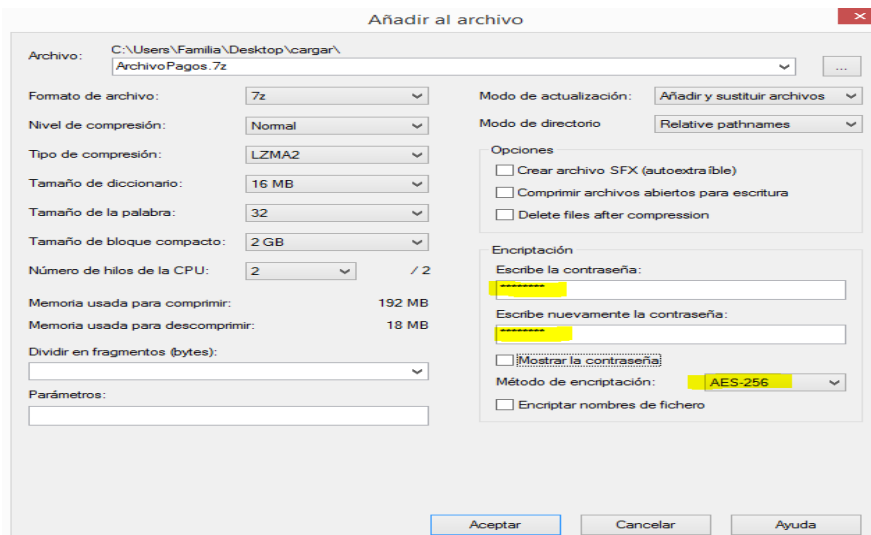 Añadir al archivo
Archivo: C:\Users\Familia\Desktop\cargar\
ArchivoPagos.7z
...
Formato de archivo: 7z
Nivel de compresión: Normal
Tipo de compresión: LZMA2
Tamaño de diccionario: 16 MB
Tamaño de la palabra: 32
Tamaño de bloque compacto: 2 GB
Número de hilos de la CPU: 2 / 2
Memoria usada para comprimir: 192 MB
Memoria usada para descomprimir: 18 MB
Dividir en fragmentos (bytes):
Parámetros:
Modo de actualización: Añadir y sustituir archivos
Modo de directorio Relative pathnames
Opciones
Crear archivo SFX (autoextraíble)
Comprimir archivos abiertos para escritura
Delete files after compression
Encriptación
Escribe la contraseña:
********
Escribe nuevamente la contraseña:
********
Mostrar la contraseña
Método de encriptación: AES-256
Encriptar nombres de fichero
Aceptar Cancelar Ayuda